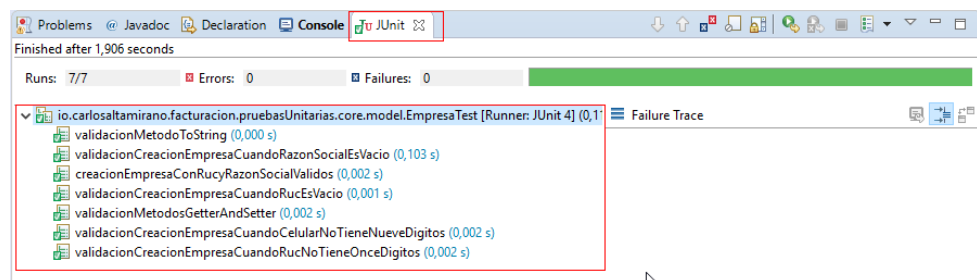 Problems @ Javadoc Declaration Console JUnit
Finished after 1,906 seconds
Runs: 7/7 Errors: 0 Failures: 0
io.carlosaltamirano.facturacion.pruebasUnitarias.core.model.EmpresaTest [Runner: JUnit 4] (0,11 Failure Trace
validacionMetodoToString (0,000 s)
validacionCreacionEmpresaCuandoRazonSocialEsVacio (0,103 s)
creacionEmpresaConRucyRazonSocialValidos (0,002 s)
validacionCreacionEmpresaCuandoRucEsVacio (0,001 s)
validacionMetodosGetterAndSetter (0,002 s)
validacionCreacionEmpresaCuandoCelularNoTieneNueveDigitos (0,002 s)
validacionCreacionEmpresaCuandoRucNoTieneOnceDigitos (0,002 s)